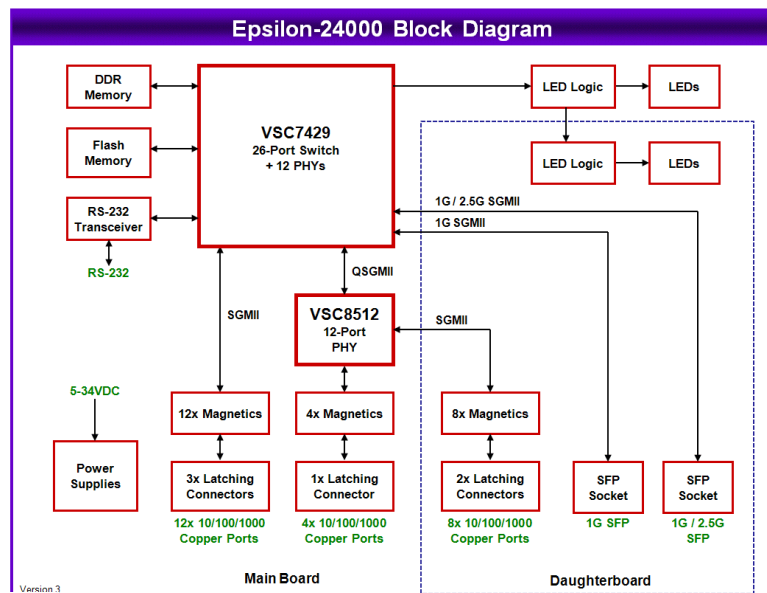 Epsilon-24000 Block Diagram
DDR
Memory
VSC7429
26-Port Switch
+ 12 PHYs
LED Logic
LEDs
Flash
Memory
LED Logic
LEDs
RS-232
Transceiver
1G / 2.5G SGMII
1G SGMII
RS-232
QSGMII
SGMII
VSC8512
12-Port
PHY
SGMII
5-34VDC
12x Magnetics
4x Magnetics
8x Magnetics
Power
Supplies
3x Latching
Connectors
1x Latching
Connector
2x Latching
Connectors
SFP
Socket
SFP
Socket
12x 10/100/1000
Copper Ports
4x 10/100/1000
Copper Ports
8x 10/100/1000
Copper Ports
1G SFP
1G / 2.5G
SFP
Main Board
Daughterboard
Version 3